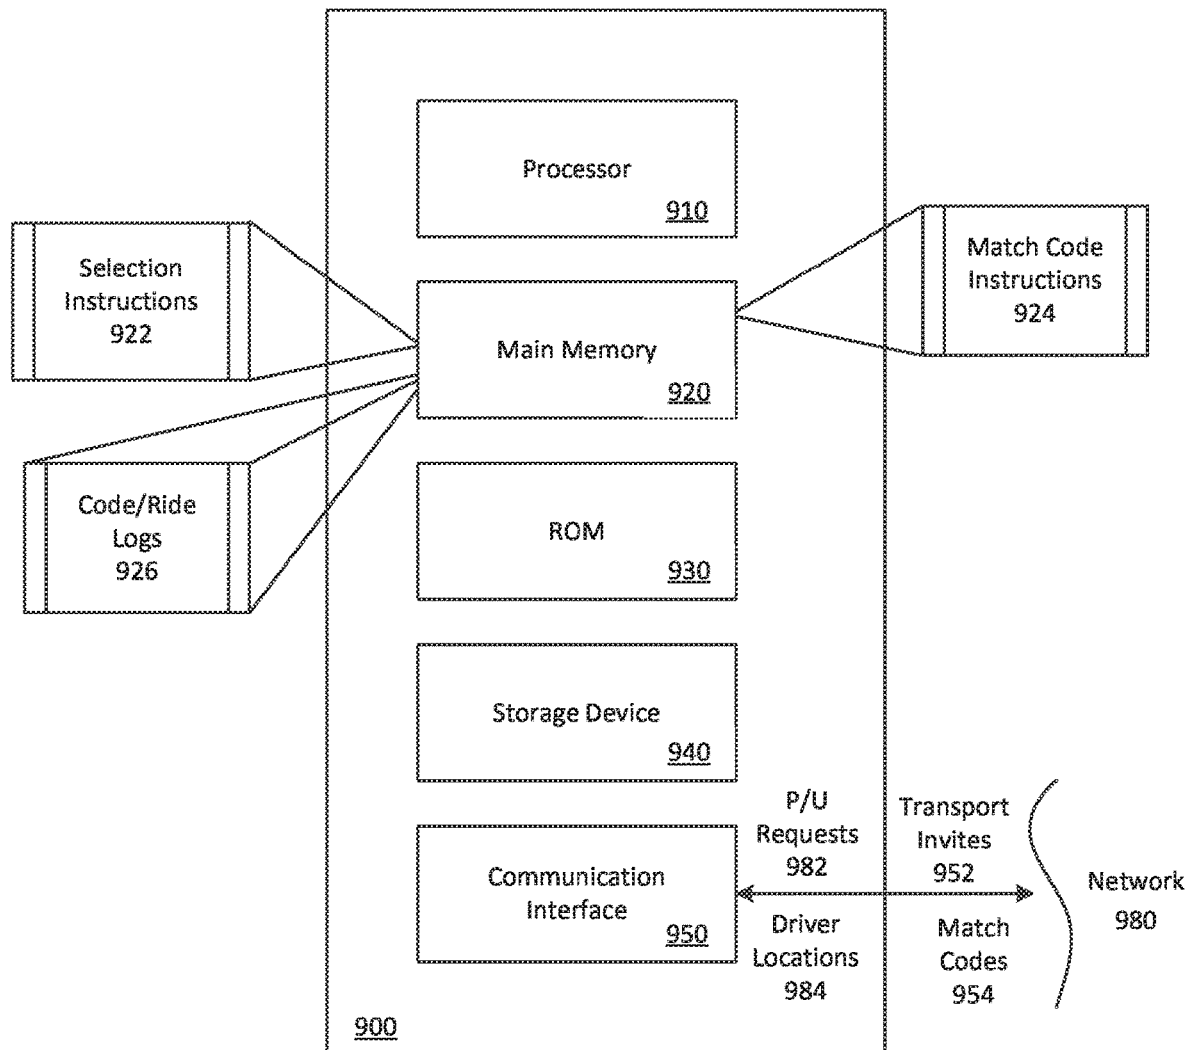 Processor
910
Selection
Instructions
922
Match Code
Instructions
924
Main Memory
920
Code/Ride
Logs
926
ROM
930
Storage Device
940
P/U
Requests
982
Transport
Invites
952
Communication
Interface
950
Network
980
Driver
Locations
984
Match
Codes
954
900